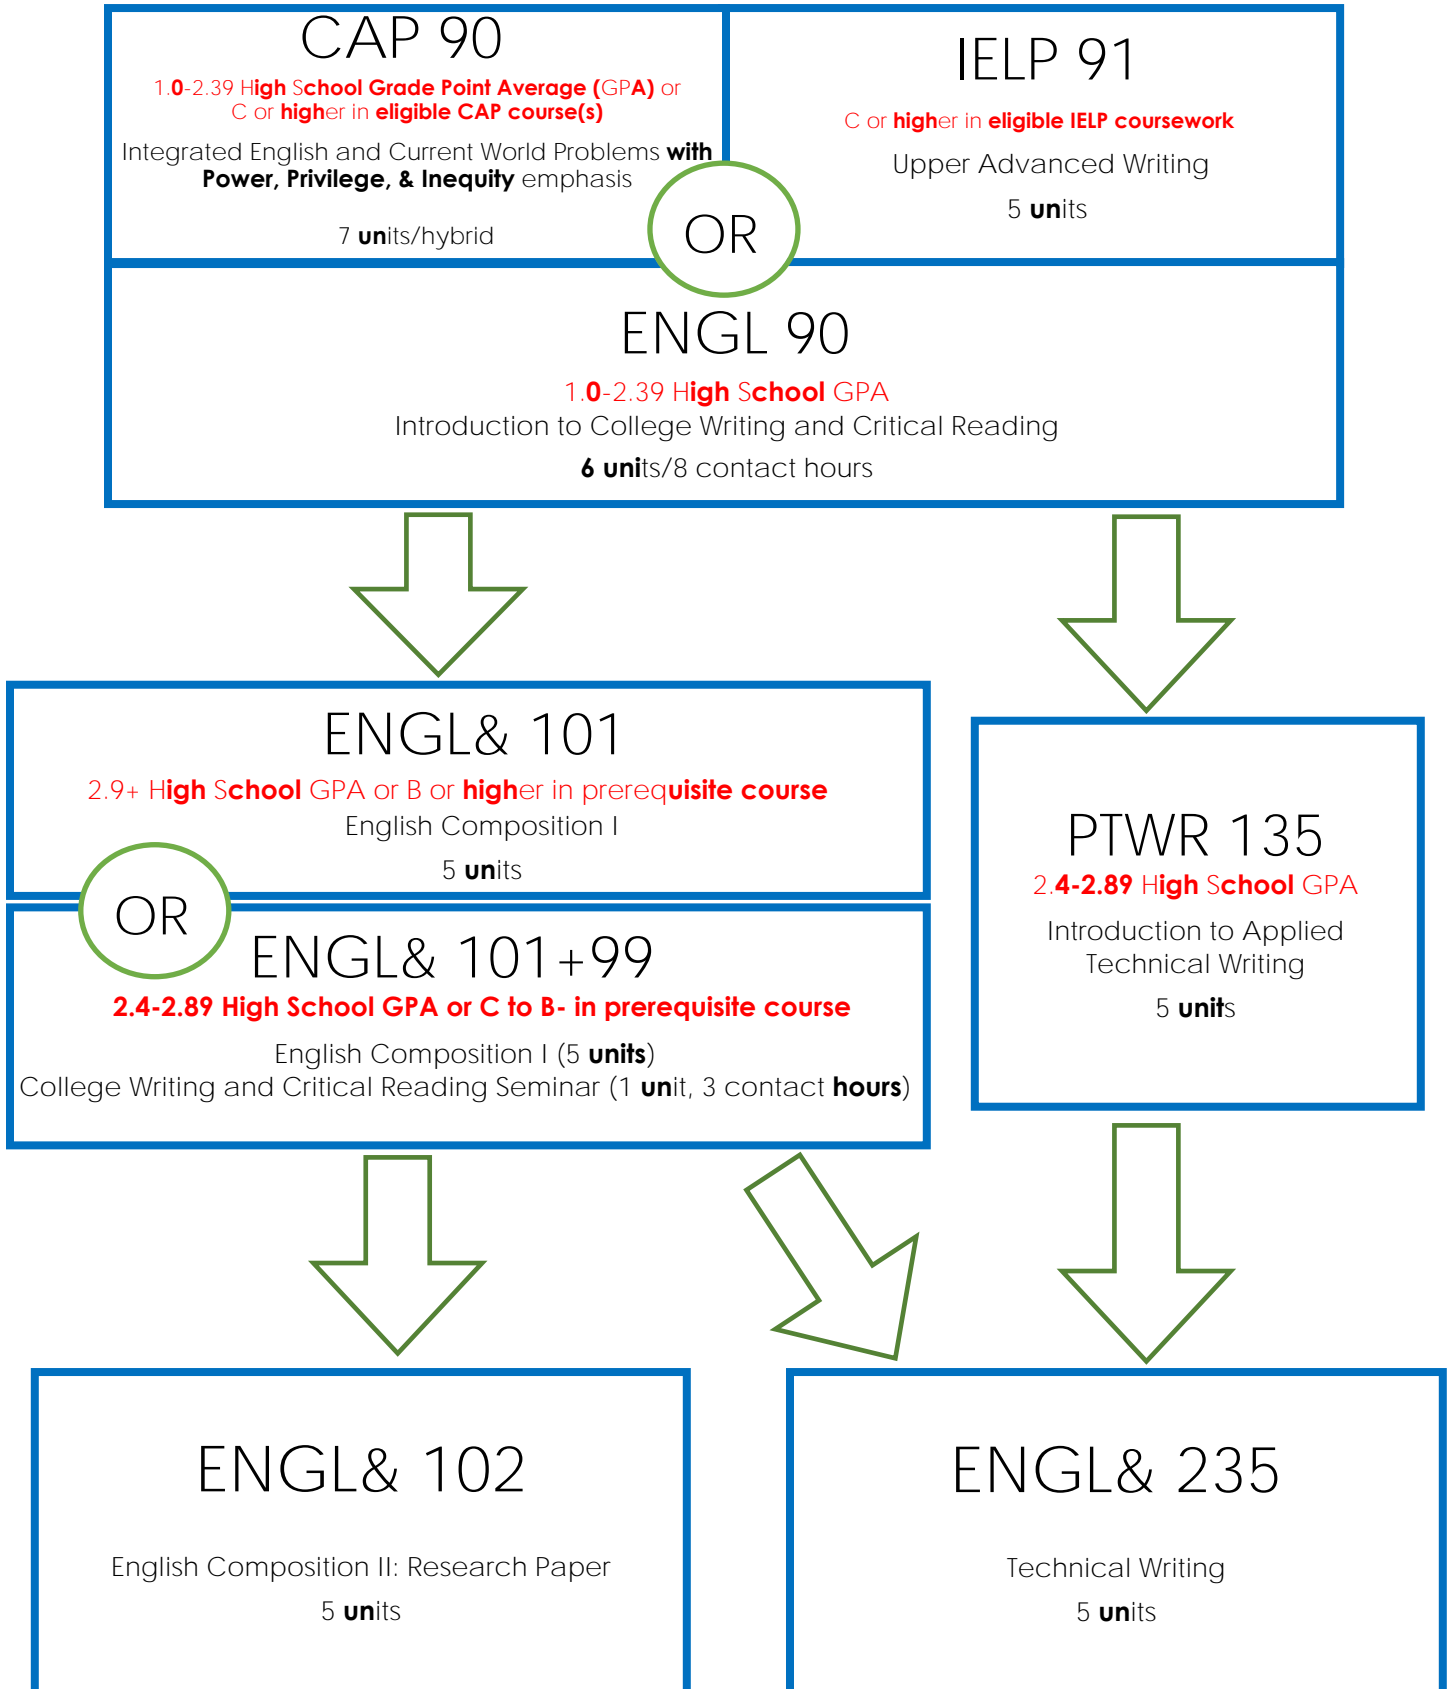 CAP 90
1.0-2.39 High School Grade Point Average (GPA) or
C or higher in eligible CAP course(s)
Integrated English and Current World Problems with
Power, Privilege, & Inequity emphasis
7 units/hybrid
IELP 91
C or higher in eligible IELP coursework
Upper Advanced Writing
5 units
OR
ENGL 90
1.0-2.39 High School GPA
Introduction to College Writing and Critical Reading
6 units/8 contact hours
ENGL& 101
2.9+ High School GPA or B or higher in prerequisite course
English Composition I
5 units
OR
ENGL& 101+99
2.4-2.89 High School GPA or C to B- in prerequisite course
English Composition I (5 units)
College Writing and Critical Reading Seminar (1 unit, 3 contact hours)
PTWR 135
2.4-2.89 High School GPA
Introduction to Applied
Technical Writing
5 units
ENGL& 102
English Composition II: Research Paper
5 units
ENGL& 235
Technical Writing
5 units